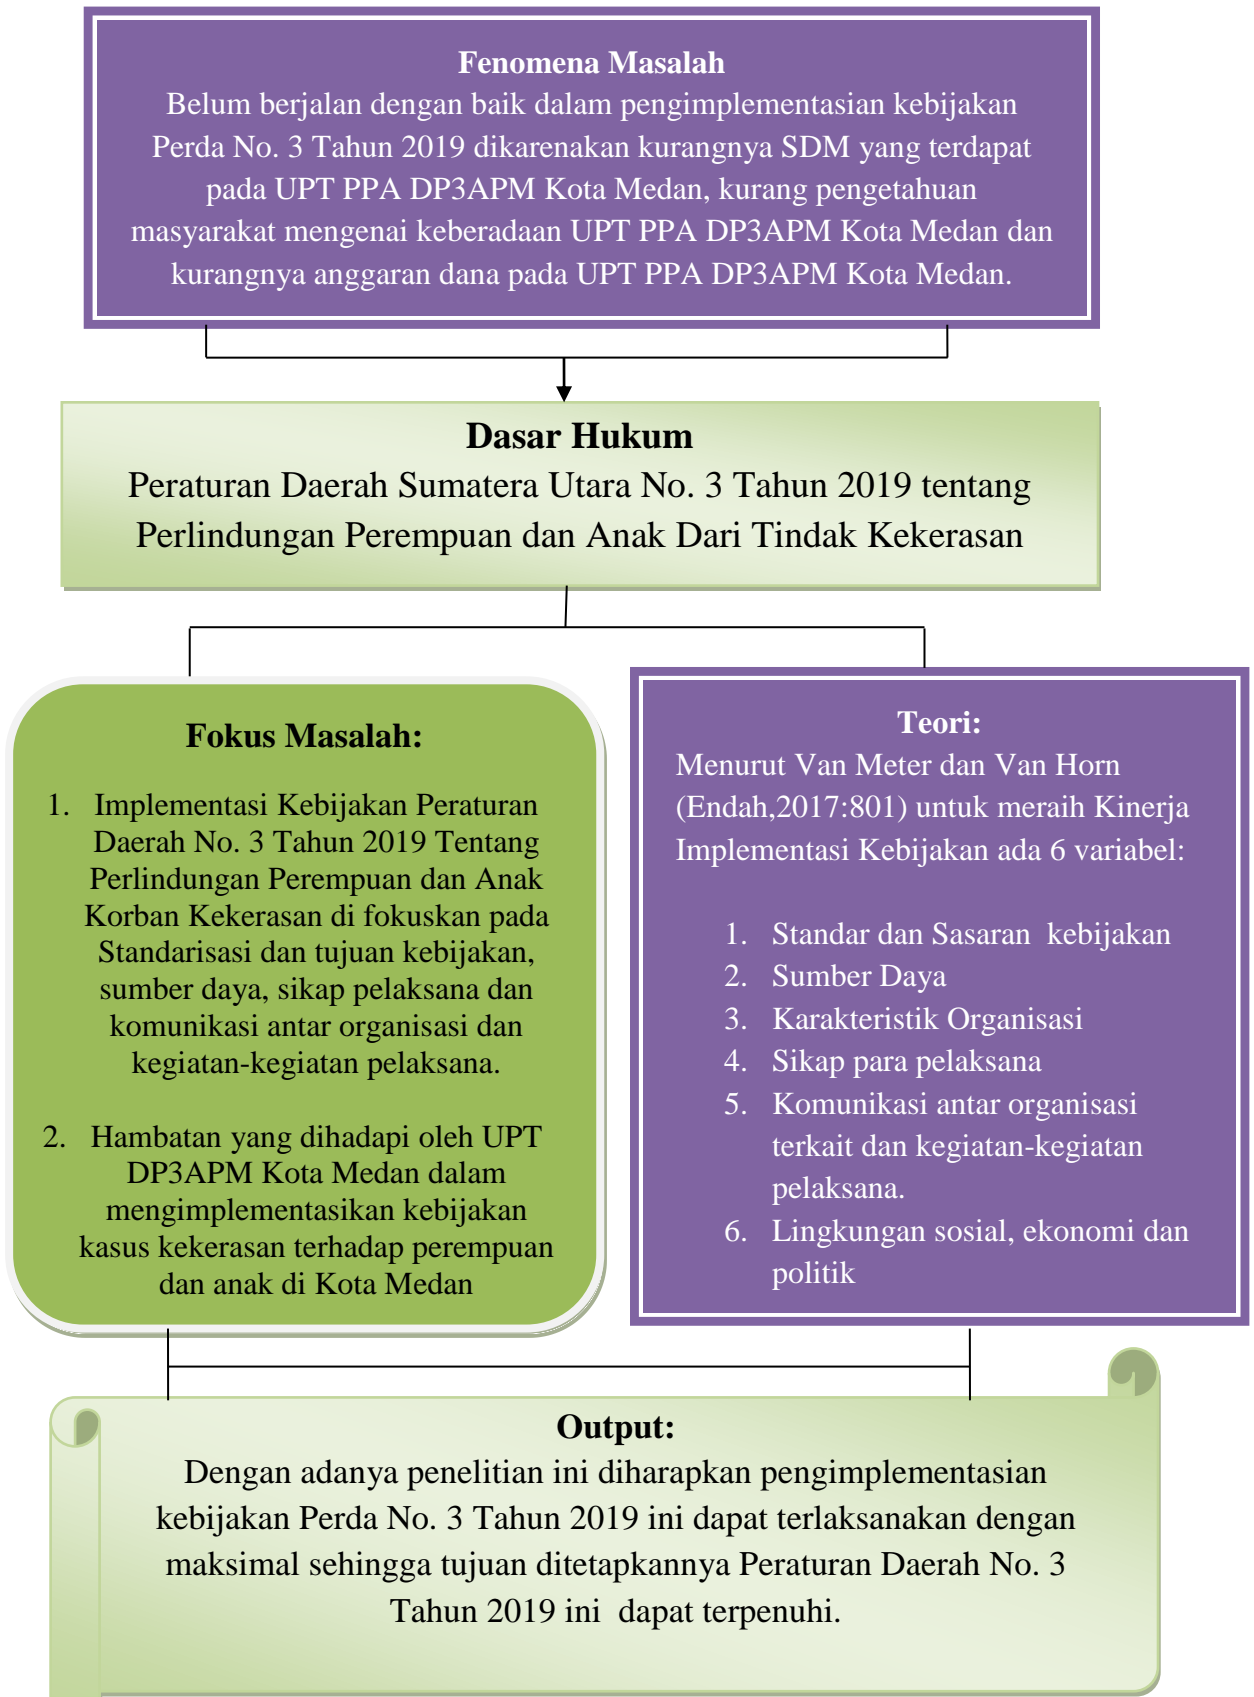 Fenomena Masalah
Belum berjalan dengan baik dalam pengimplementasian kebijakan
Perda No. 3 Tahun 2019 dikarenakan kurangnya SDM yang terdapat
pada UPT PPA DP3APM Kota Medan, kurang pengetahuan
masyarakat mengenai keberadaan UPT PPA DP3APM Kota Medan dan
kurangnya anggaran dana pada UPT PPA DP3APM Kota Medan.
Dasar Hukum
Peraturan Daerah Sumatera Utara No. 3 Tahun 2019 tentang
Perlindungan Perempuan dan Anak Dari Tindak Kekerasan
Fokus Masalah:
1. Implementasi Kebijakan Peraturan
Daerah No. 3 Tahun 2019 Tentang
Perlindungan Perempuan dan Anak
Korban Kekerasan di fokuskan pada
Standarisasi dan tujuan kebijakan,
sumber daya, sikap pelaksana dan
komunikasi antar organisasi dan
kegiatan-kegiatan pelaksana.
2. Hambatan yang dihadapi oleh UPT
DP3APM Kota Medan dalam
mengimplementasikan kebijakan
kasus kekerasan terhadap perempuan
dan anak di Kota Medan
Teori:
Menurut Van Meter dan Van Horn
(Endah,2017:801) untuk meraih Kinerja
Implementasi Kebijakan ada 6 variabel:
1. Standar dan Sasaran kebijakan
2. Sumber Daya
3. Karakteristik Organisasi
4. Sikap para pelaksana
5. Komunikasi antar organisasi
terkait dan kegiatan-kegiatan
pelaksana.
6. Lingkungan sosial, ekonomi dan
politik
Output:
Dengan adanya penelitian ini diharapkan pengimplementasian
kebijakan Perda No. 3 Tahun 2019 ini dapat terlaksanakan dengan
maksimal sehingga tujuan ditetapkannya Peraturan Daerah No. 3
Tahun 2019 ini dapat terpenuhi.